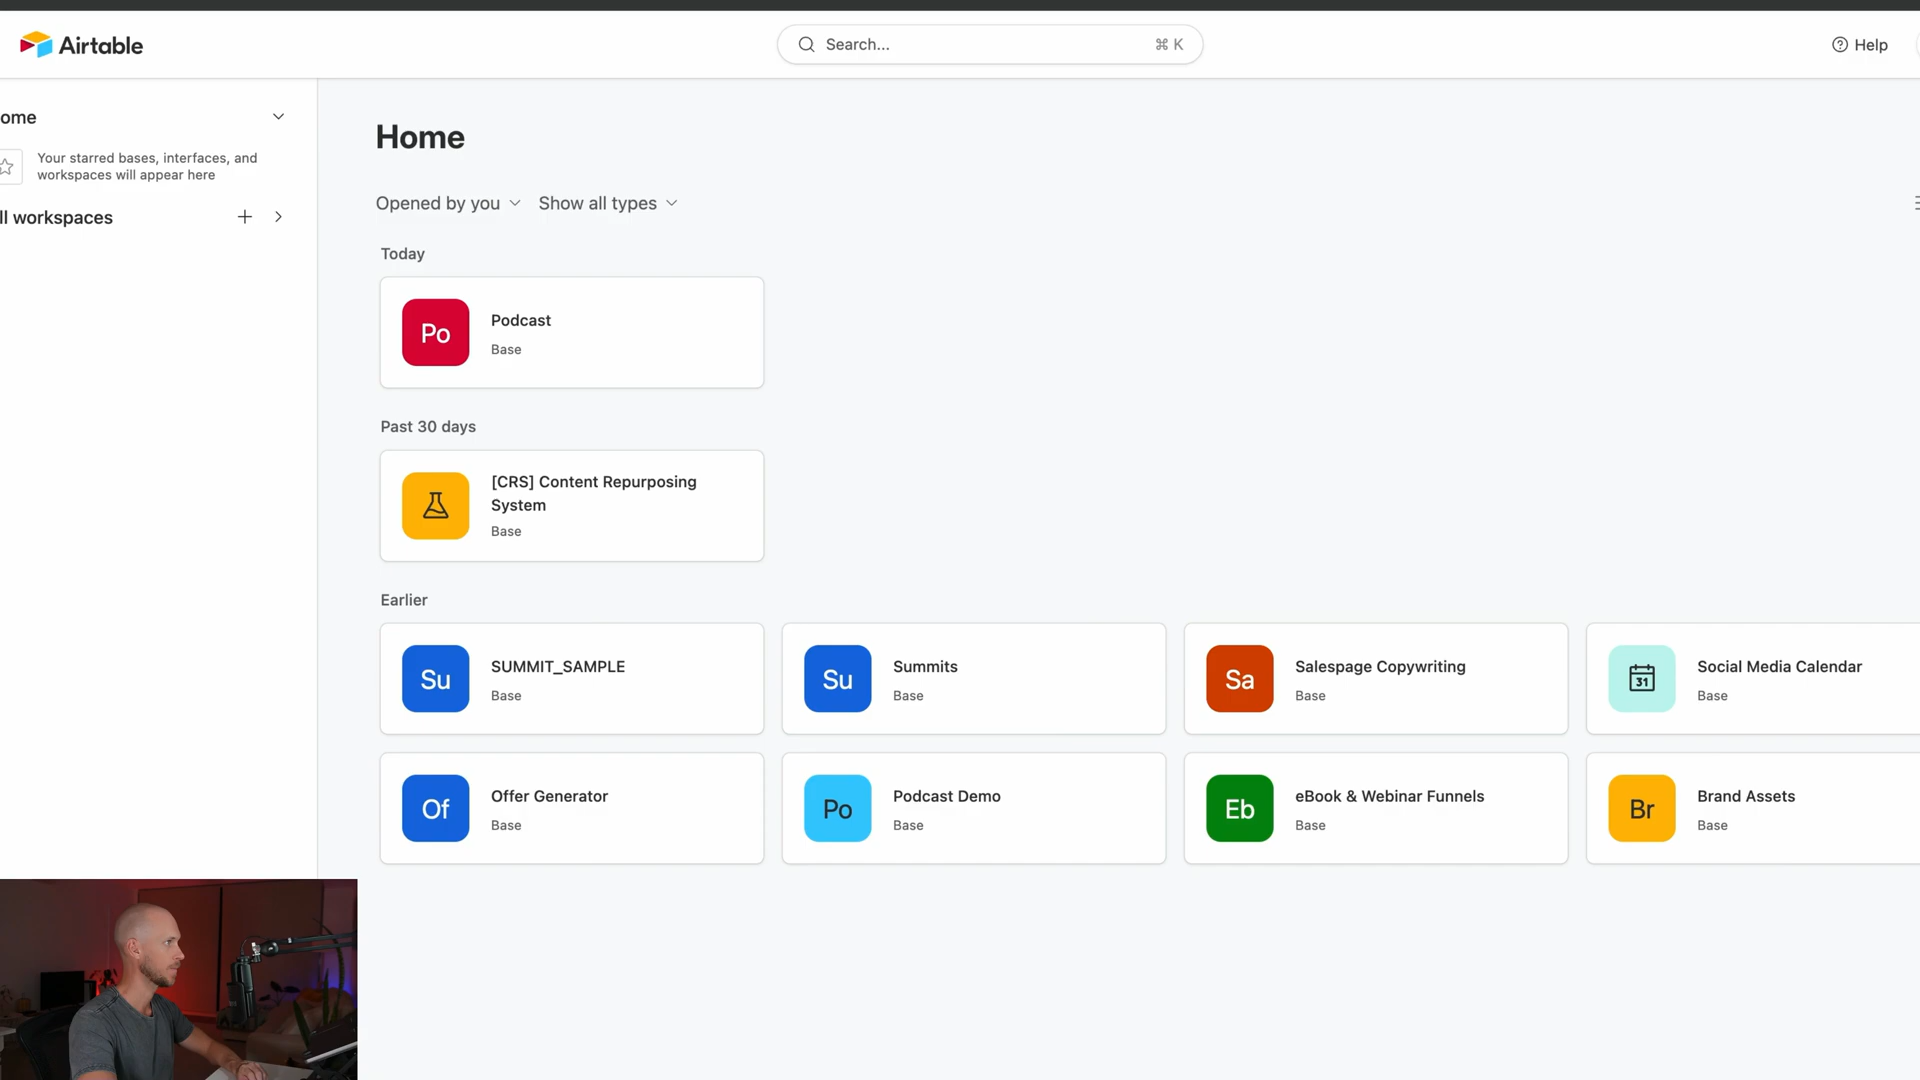 Airtable
Search...
⌘ K
Help
ome
Your starred bases, interfaces, and
workspaces will appear here
ll workspaces
Home
Opened by you
Show all types
Today
Po
Podcast
Base
Past 30 days
[CRS] Content Repurposing
System
Base
Earlier
Su
SUMMIT_SAMPLE
Base
Su
Summits
Base
Sa
Salespage Copywriting
Base
31
Social Media Calendar
Base
Of
Offer Generator
Base
Po
Podcast Demo
Base
Eb
eBook & Webinar Funnels
Base
Br
Brand Assets
Base